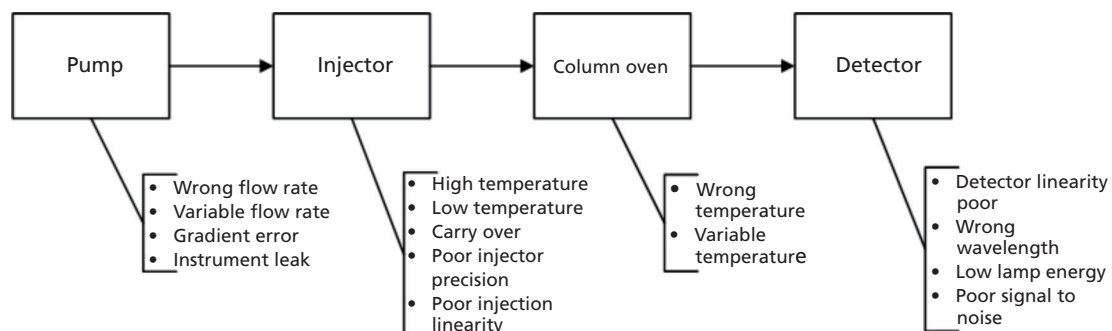 Pump
Injector
Column oven
Detector
• Wrong flow rate
• Variable flow rate
• Gradient error
• Instrument leak
• High temperature
• Low temperature
• Carry over
• Poor injector
precision
• Poor injection
linearity
• Wrong
temperature
• Variable
temperature
• Detector linearity
poor
• Wrong
wavelength
• Low lamp energy
• Poor signal to
noise